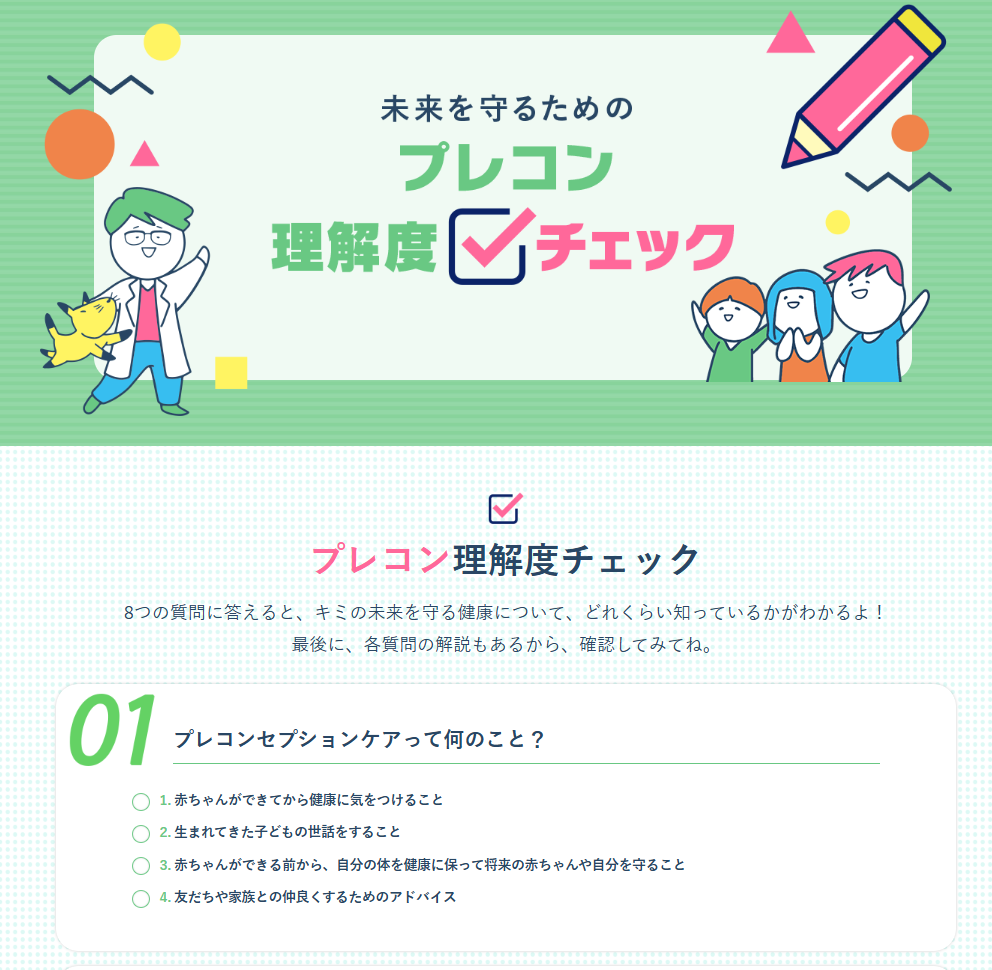 未来を守るための
プレコン
理解度チェック
プレコン理解度チェック
8つの質問に答えると、キミの未来を守る健康について、どれくらい知っているかがわかるよ！
最後に、各質問の解説もあるから、確認してみてね。
01
プレコンセプションケアって何のこと？
1. 赤ちゃんができてから健康に気をつけること
2. 生まれてきた子どもの世話をすること
3. 赤ちゃんができる前から、自分の体を健康に保って将来の赤ちゃんや自分を守ること
4. 友だちや家族との仲良くするためのアドバイス